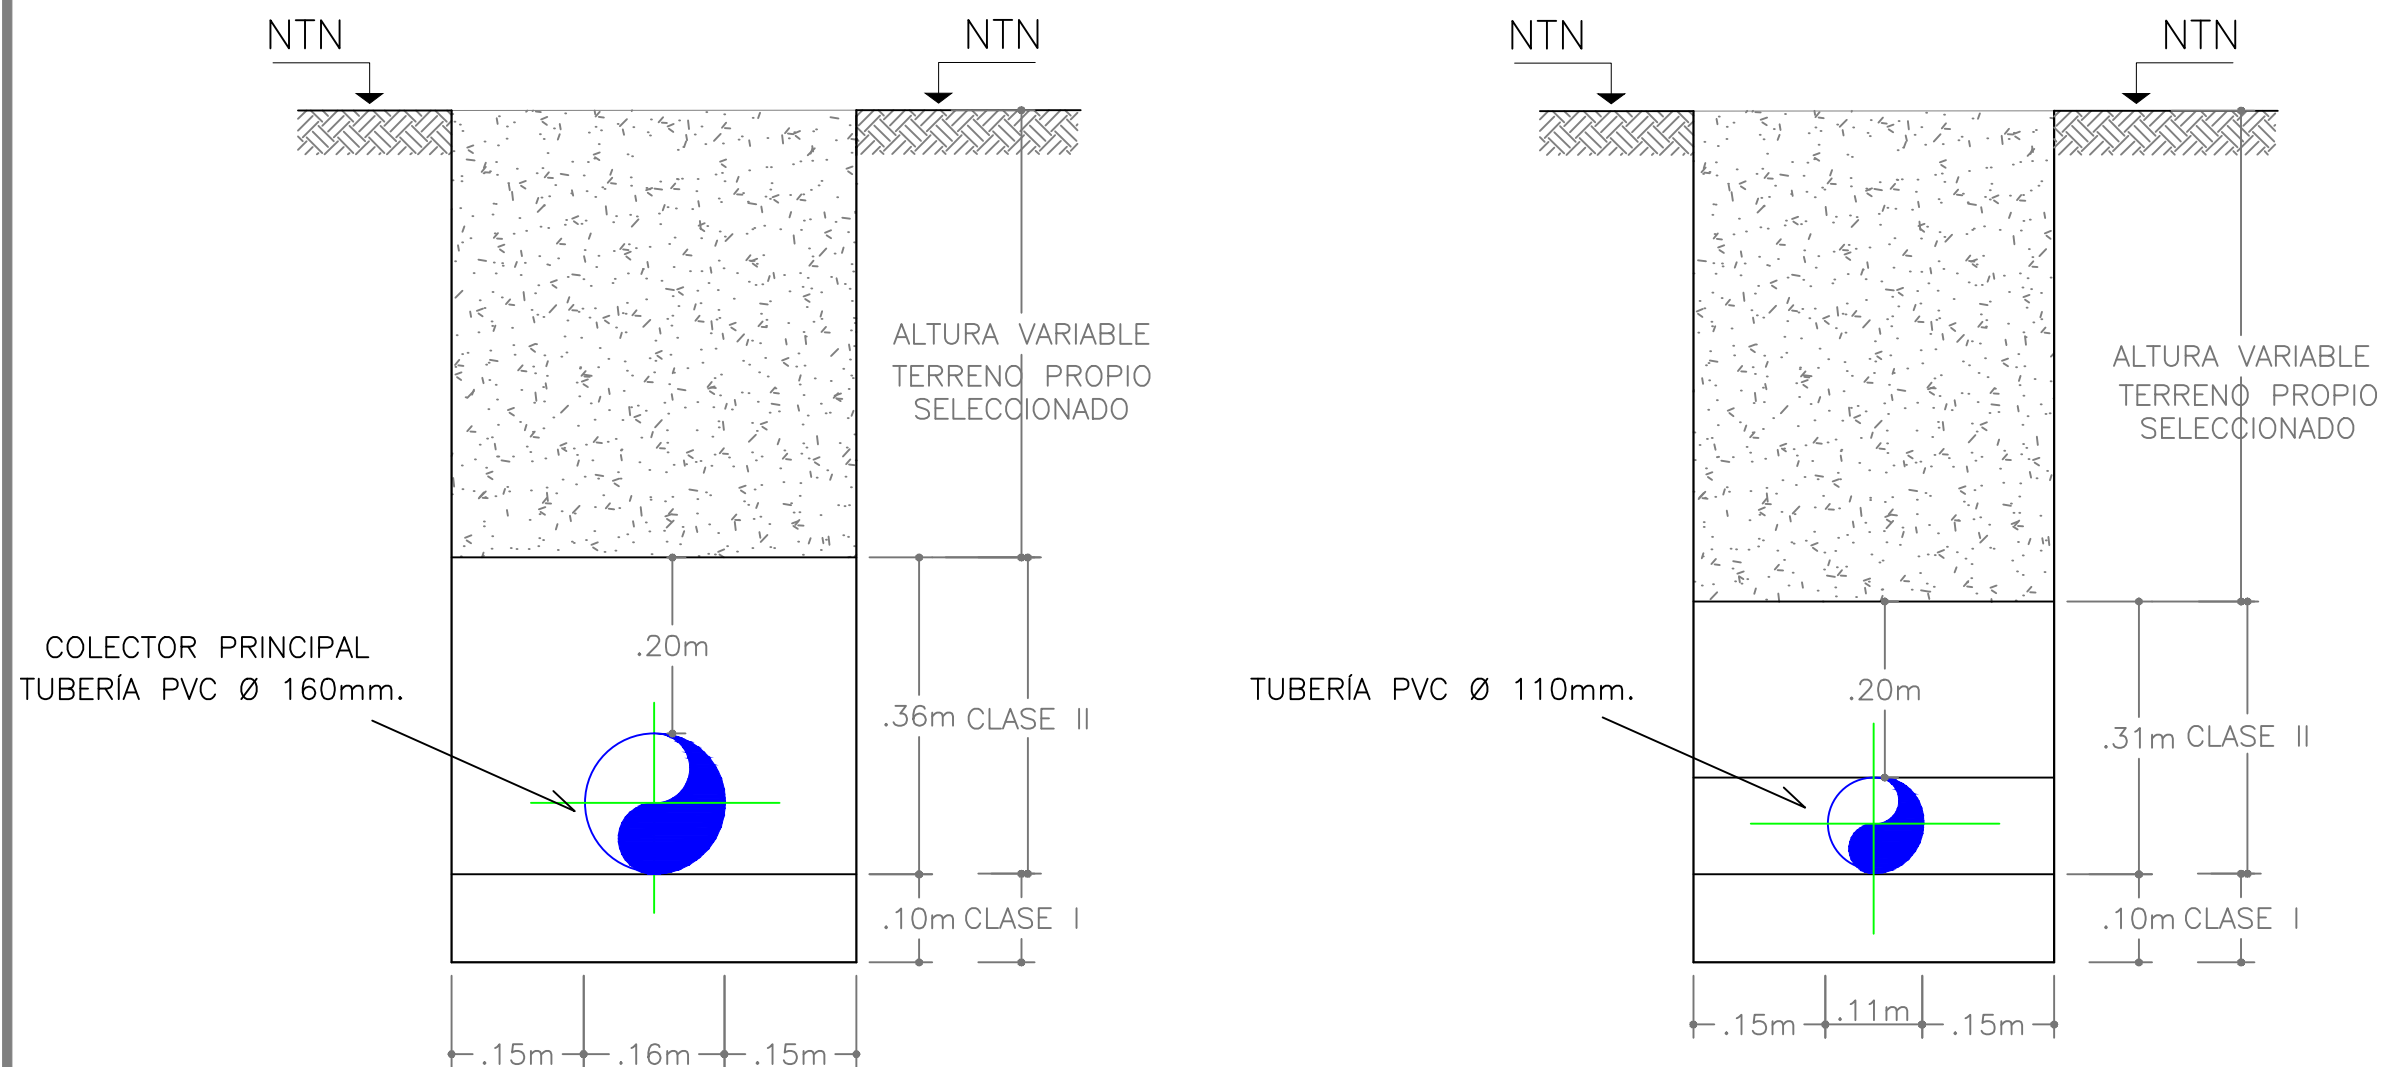 NTN
NTN
ALTURA VARIABLE
TERRENO PROPIO
SELECCIONADO
COLECTOR PRINCIPAL
TUBERÍA PVC Ø 160mm.
.20m
.36m
CLASE II
.10m
CLASE I
.15m
.16m
.15m
NTN
NTN
ALTURA VARIABLE
TERRENO PROPIO
SELECCIONADO
TUBERÍA PVC Ø 110mm.
.20m
.31m
CLASE II
.10m
CLASE I
.15m
.11m
.15m